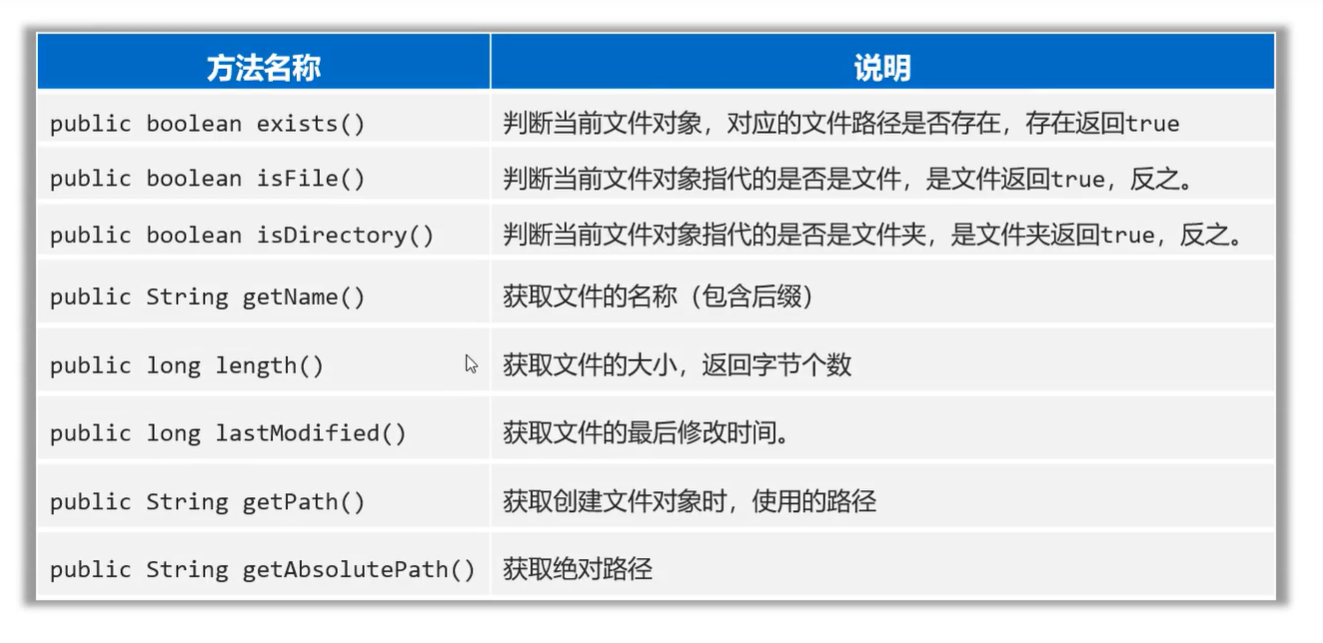 方法名称 说明
public boolean exists() 判断当前文件对象，对应的文件路径是否存在，存在返回true
public boolean isFile() 判断当前文件对象指代的是否是文件，是文件返回true，反之。
public boolean isDirectory() 判断当前文件对象指代的是否是文件夹，是文件夹返回true，反之。
public String getName() 获取文件的名称（包含后缀）
public long length() 获取文件的大小，返回字节个数
public long lastModified() 获取文件的最后修改时间。
public String getPath() 获取创建文件对象时，使用的路径
public String getAbsolutePath() 获取绝对路径